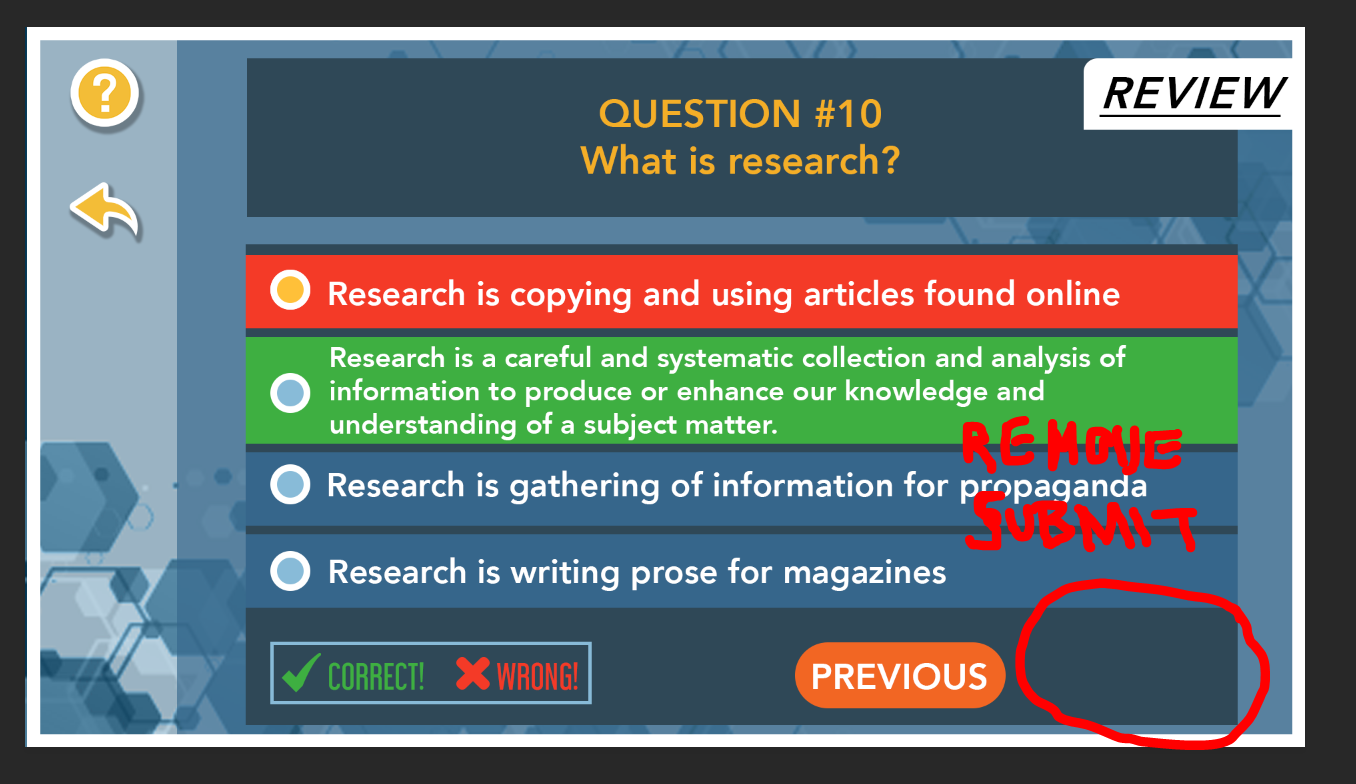 ?
REVIEW
QUESTION #10
What is research?
Research is copying and using articles found online
Research is a careful and systematic collection and analysis of
information to produce or enhance our knowledge and
understanding of a subject matter.
Research is gathering of information for propaganda
Research is writing prose for magazines
REMOVE
SUBMIT
CORRECT! WRONG!
PREVIOUS